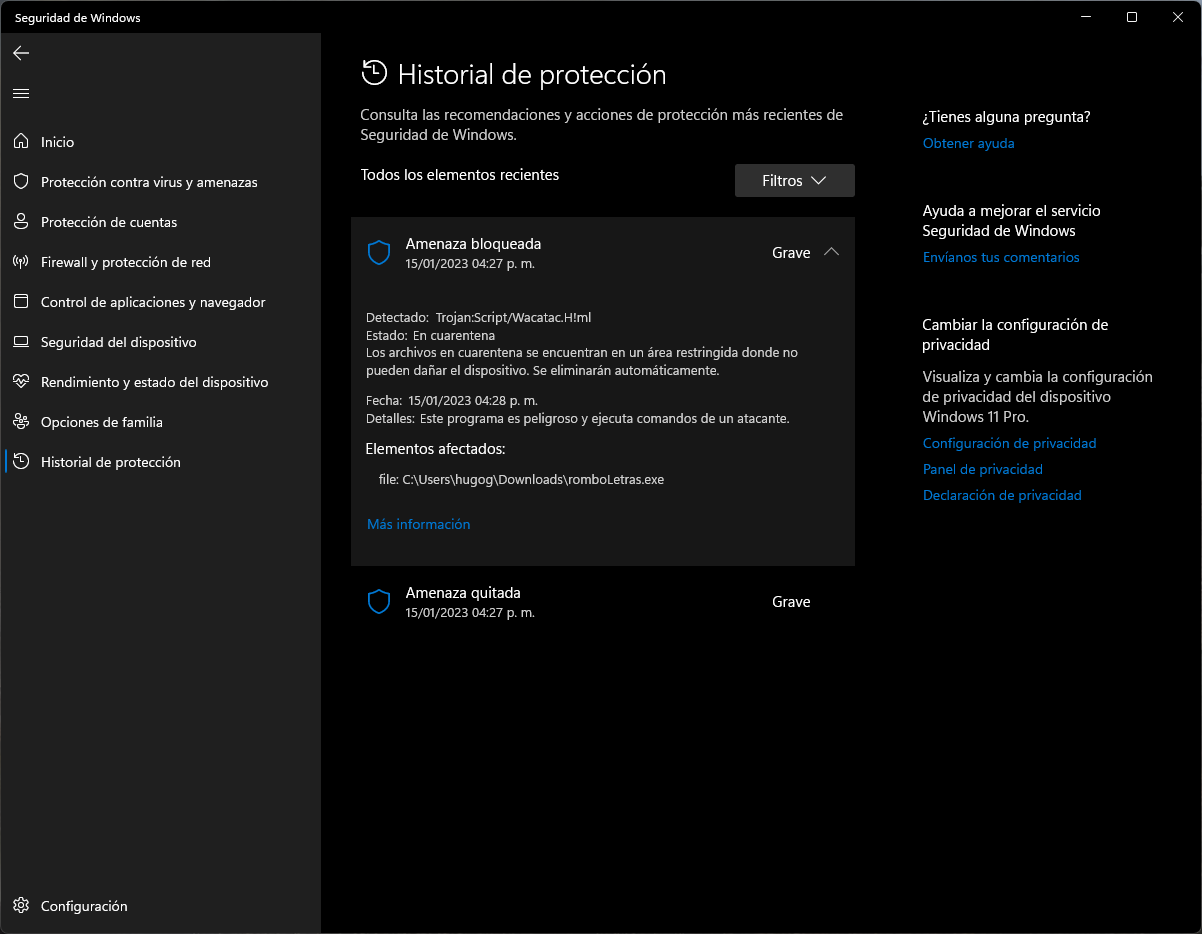 Seguridad de Windows
Inicio
Protección contra virus y amenazas
Protección de cuentas
Firewall y protección de red
Control de aplicaciones y navegador
Seguridad del dispositivo
Rendimiento y estado del dispositivo
Opciones de familia
Historial de protección
Configuración
Historial de protección
Consulta las recomendaciones y acciones de protección más recientes de
Seguridad de Windows.
Todos los elementos recientes
Filtros
Amenaza bloqueada
15/01/2023 04:27 p. m.
Grave
Detectado: Trojan:Script/Wacatac.H!ml
Estado: En cuarentena
Los archivos en cuarentena se encuentran en un área restringida donde no
pueden dañar el dispositivo. Se eliminarán automáticamente.
Fecha: 15/01/2023 04:28 p. m.
Detalles: Este programa es peligroso y ejecuta comandos de un atacante.
Elementos afectados:
file: C:\Users\hugog\Downloads\romboLetras.exe
Más información
Amenaza quitada
15/01/2023 04:27 p. m.
Grave
¿Tienes alguna pregunta?
Obtener ayuda
Ayuda a mejorar el servicio
Seguridad de Windows
Envíanos tus comentarios
Cambiar la configuración de
privacidad
Visualiza y cambia la configuración
de privacidad del dispositivo
Windows 11 Pro.
Configuración de privacidad
Panel de privacidad
Declaración de privacidad